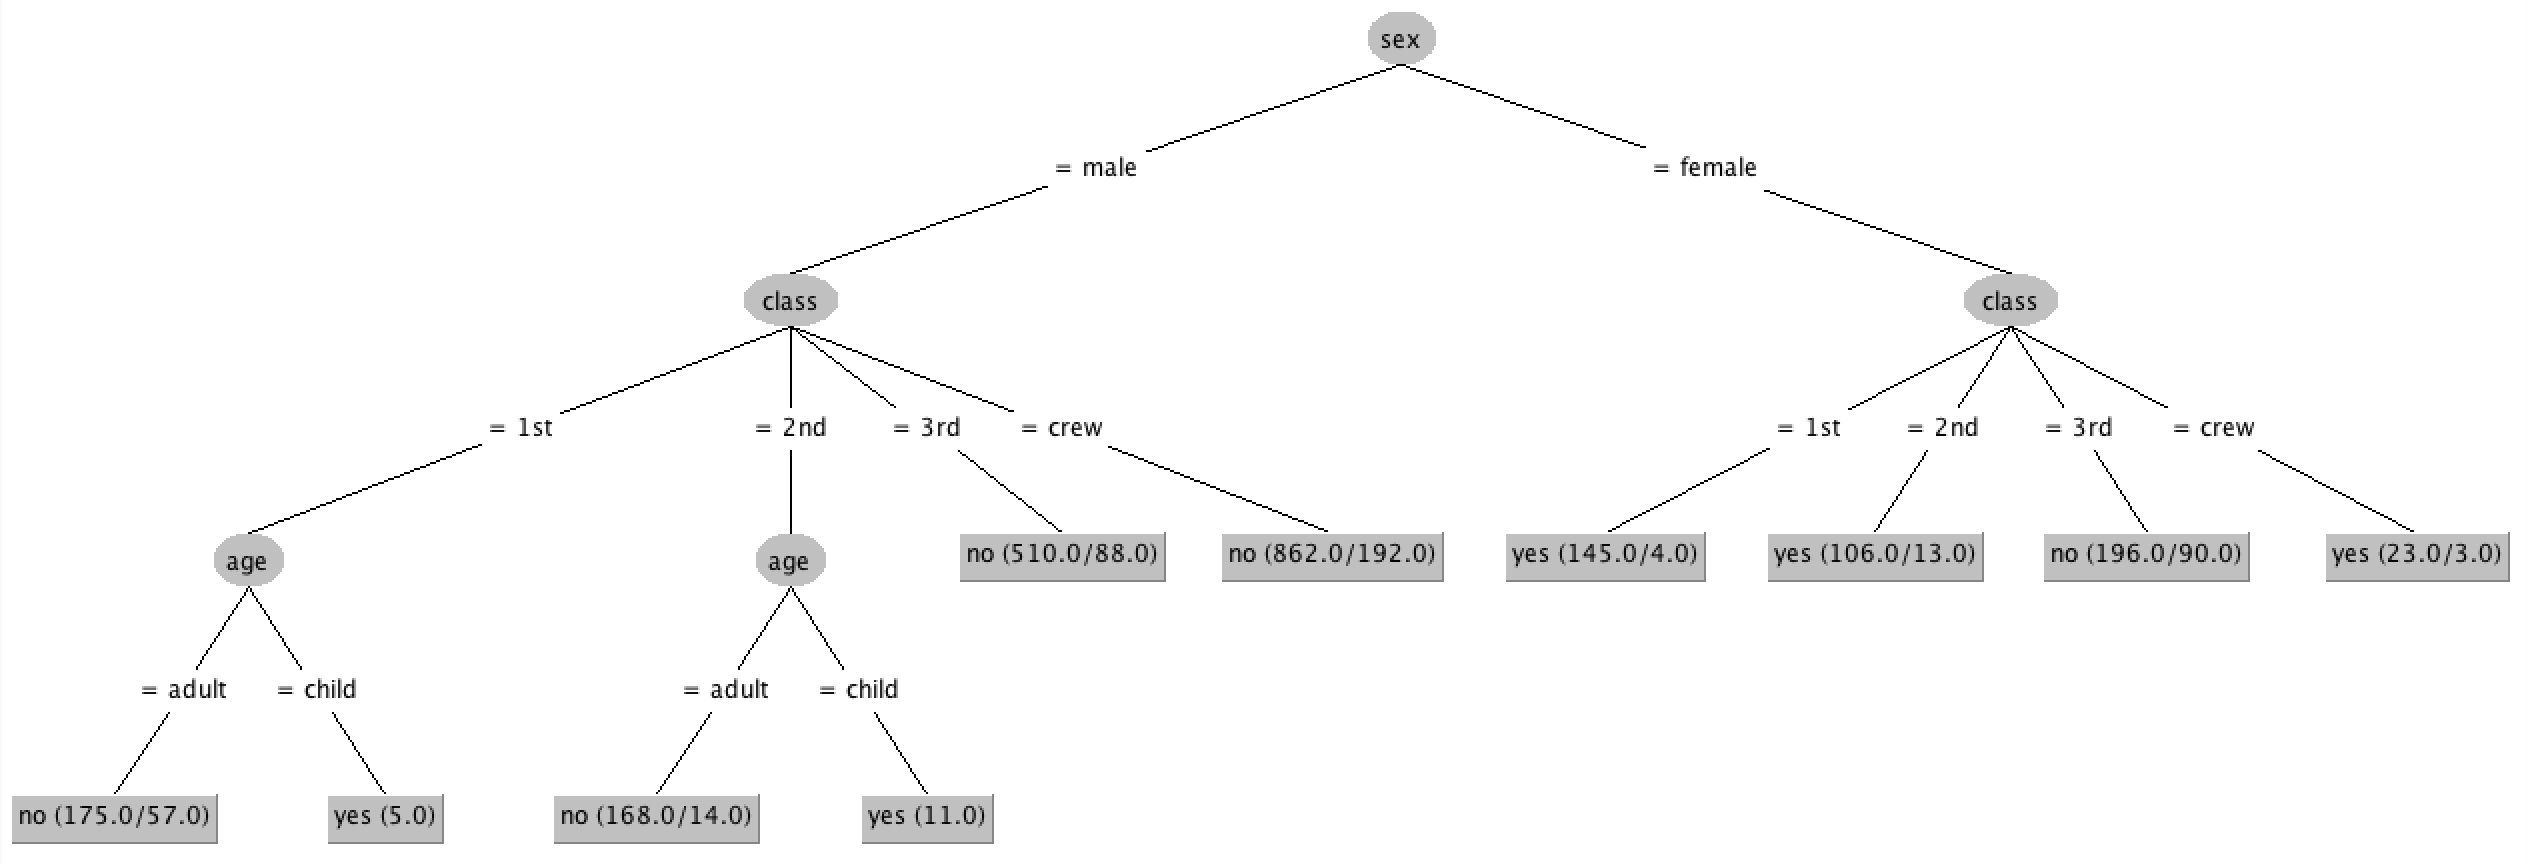 sex
= male = female
class class
= 1st = 2nd = 3rd = crew = 1st = 2nd = 3rd = crew
age age no (510.0/88.0) no (862.0/192.0) yes (145.0/4.0) yes (106.0/13.0) no (196.0/90.0) yes (23.0/3.0)
= adult = child = adult = child
no (175.0/57.0) yes (5.0) no (168.0/14.0) yes (11.0)